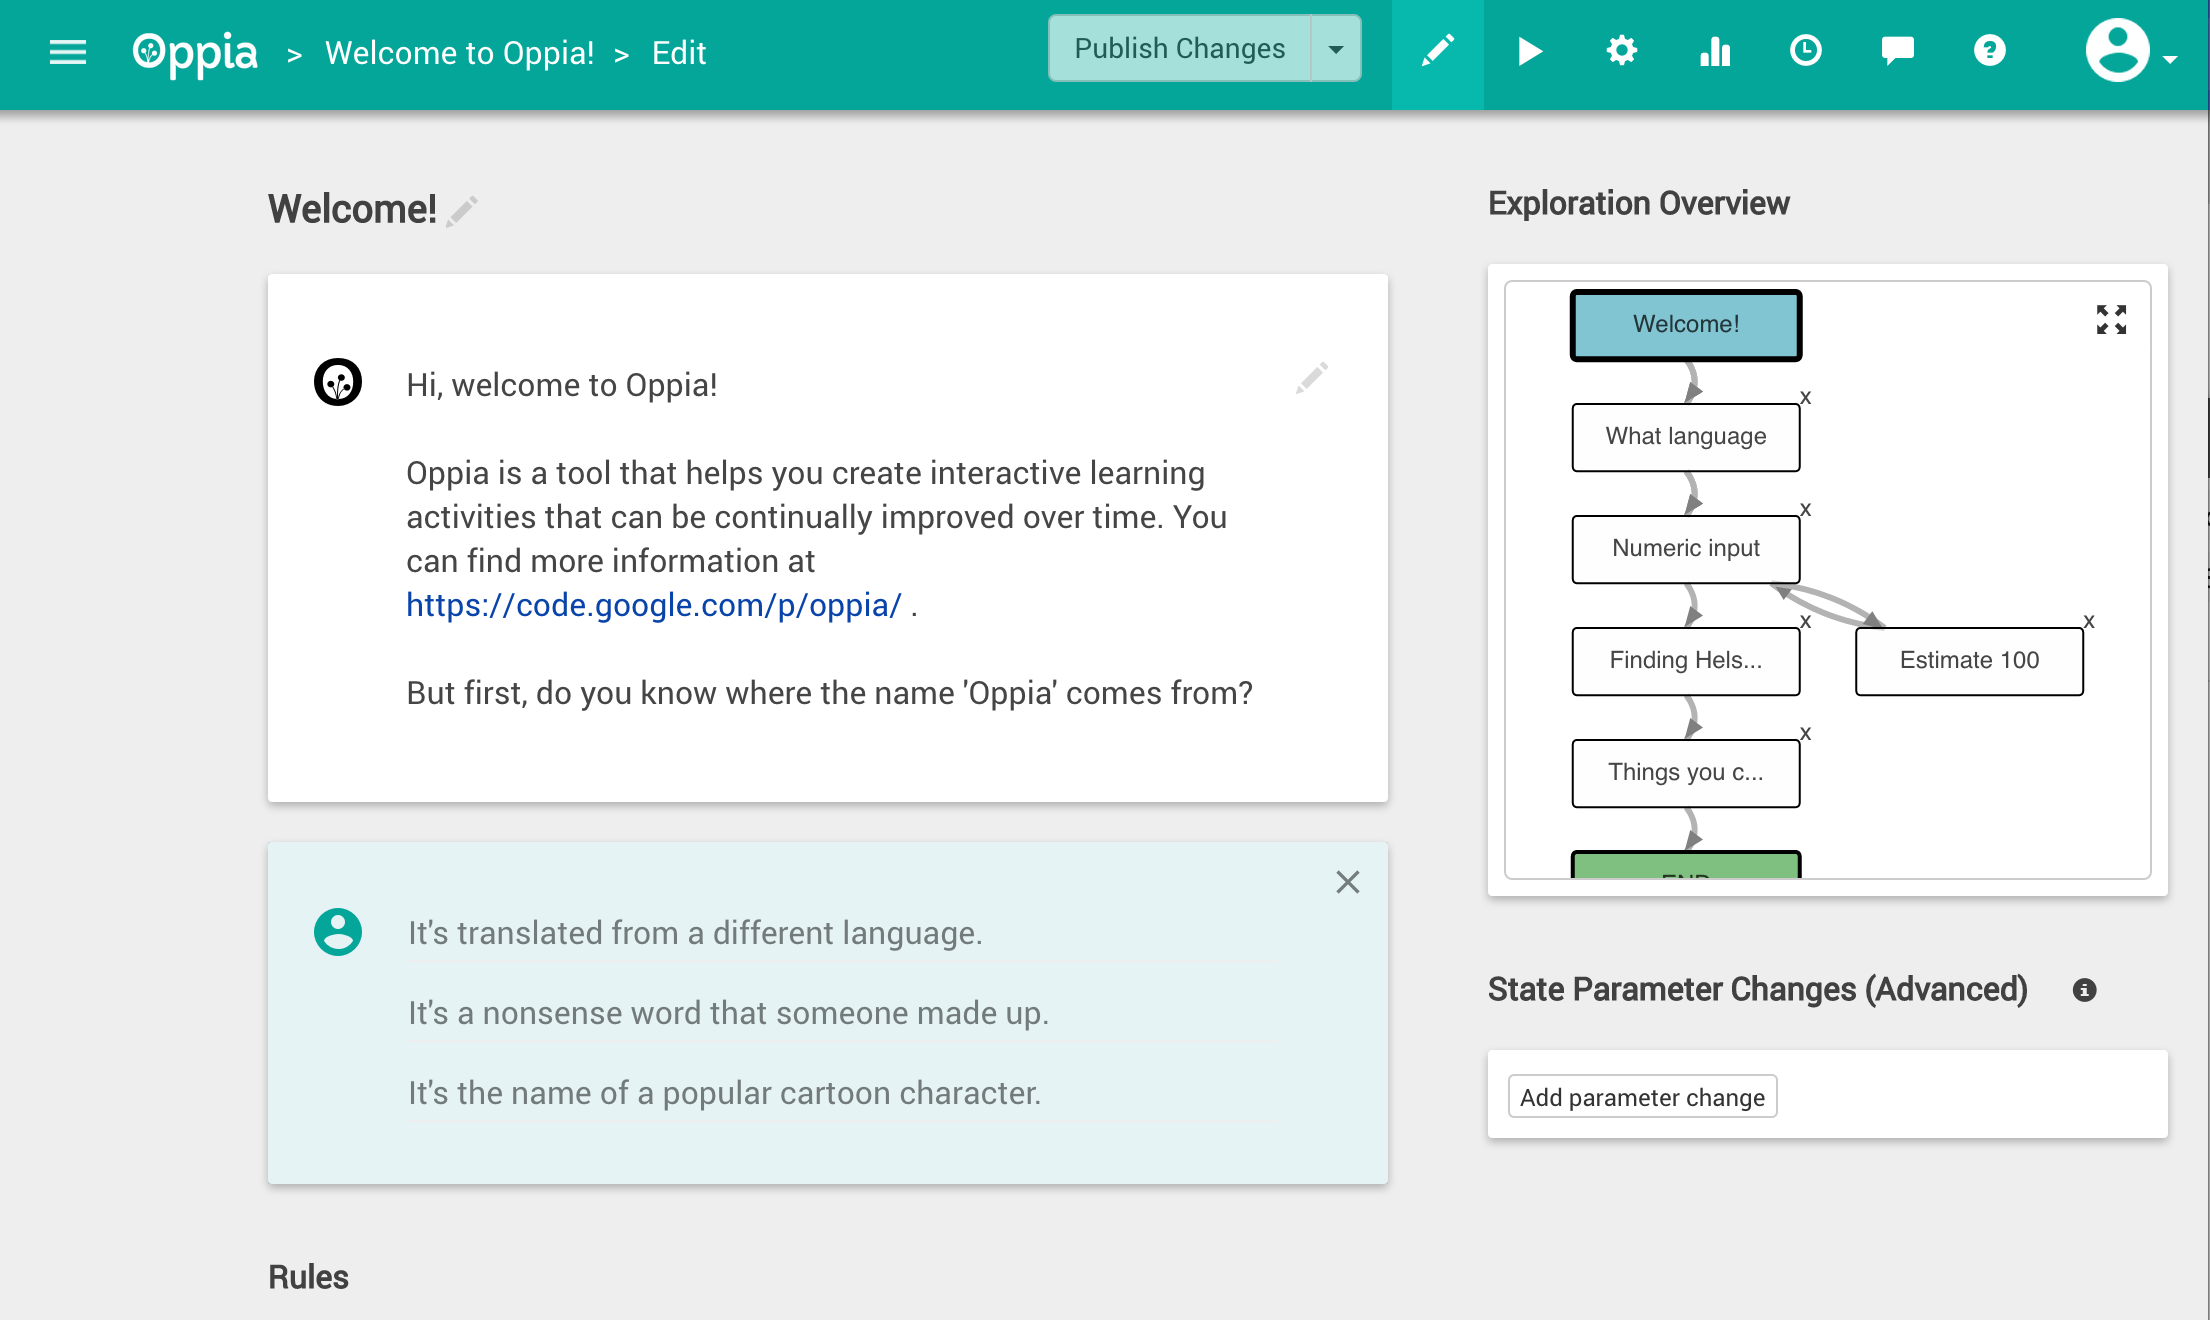 Oppia > Welcome to Oppia! > Edit
Publish Changes
Welcome!
Hi, welcome to Oppia!
Oppia is a tool that helps you create interactive learning
activities that can be continually improved over time. You
can find more information at
https://code.google.com/p/oppia/ .
But first, do you know where the name 'Oppia' comes from?
It's translated from a different language.
It's a nonsense word that someone made up.
It's the name of a popular cartoon character.
Rules
Exploration Overview
Welcome!
x
What language
x
Numeric input
x
Finding Hels...
x
Estimate 100
x
Things you c...
END
State Parameter Changes (Advanced)
Add parameter change